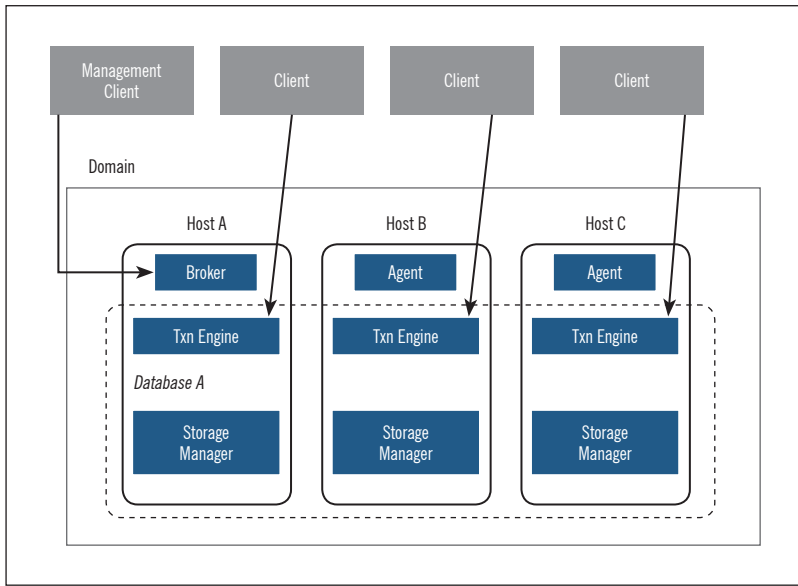 Management
Client
Client
Client
Client
Domain
Host A
Host B
Host C
Broker
Agent
Agent
Txn Engine
Txn Engine
Txn Engine
Database A
Storage
Manager
Storage
Manager
Storage
Manager